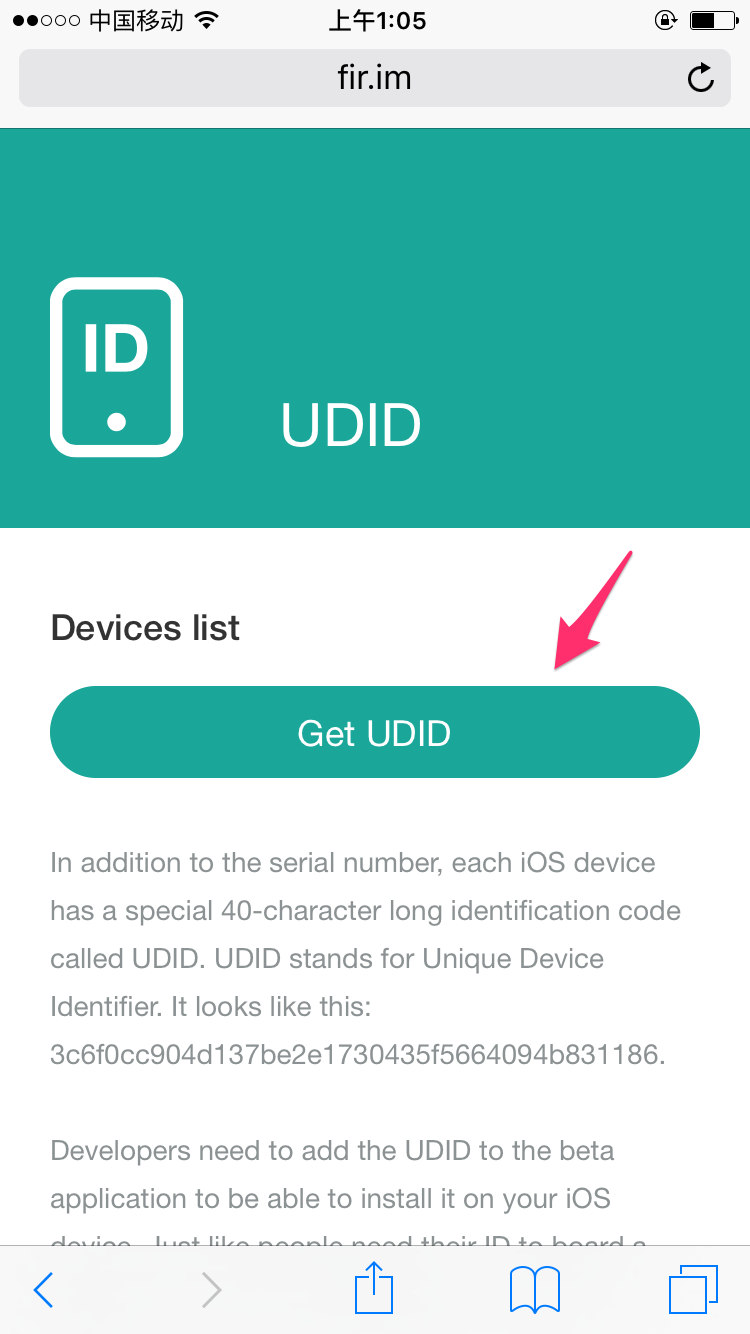 中国移动
上午1:05
fir.im
ID
UDID
Devices list
Get UDID
In addition to the serial number, each iOS device
has a special 40-character long identification code
called UDID. UDID stands for Unique Device
Identifier. It looks like this:
3c6f0cc904d137be2e1730435f5664094b831186.
Developers need to add the UDID to the beta
application to be able to install it on your iOS
device. Just like people need their ID to board a